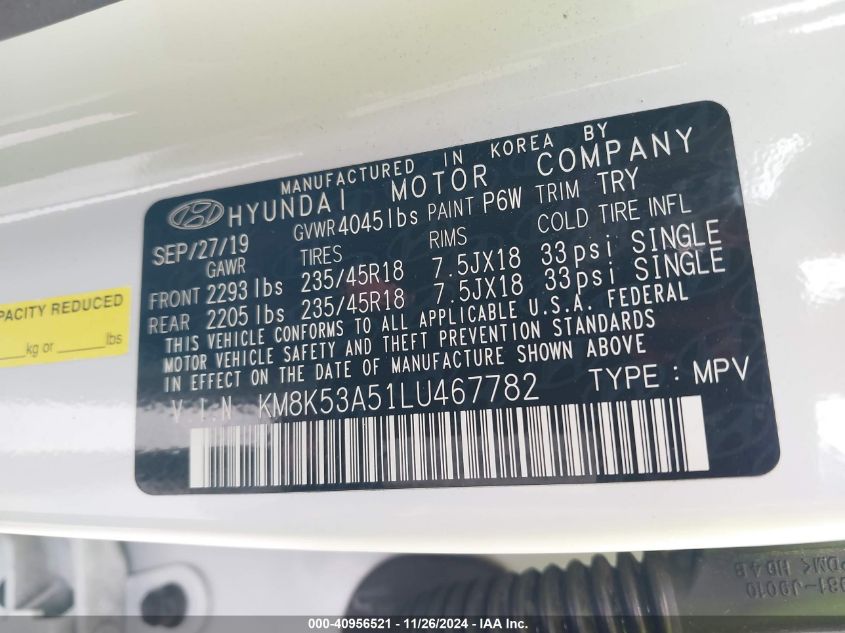 MANUFACTURED IN KOREA BY
HYUNDAI MOTOR COMPANY
SEP/27/19 GVWR 4045 lbs PAINT P6W TRIM TRY
GAWR TIRES RIMS COLD TIRE INFL
FRONT 2293 lbs 235/45R18 7.5JX18 33 psi SINGLE
REAR 2205 lbs 235/45R18 7.5JX18 33 psi SINGLE
THIS VEHICLE CONFORMS TO ALL APPLICABLE U.S.A. FEDERAL
MOTOR VEHICLE SAFETY AND THEFT PREVENTION STANDARDS
IN EFFECT ON THE DATE OF MANUFACTURE SHOWN ABOVE
V.I.N KM8K53A51LU467782 TYPE : MPV
PACITY REDUCED
kg or lbs
000-40956521 - 11/26/2024 - IAA Inc.